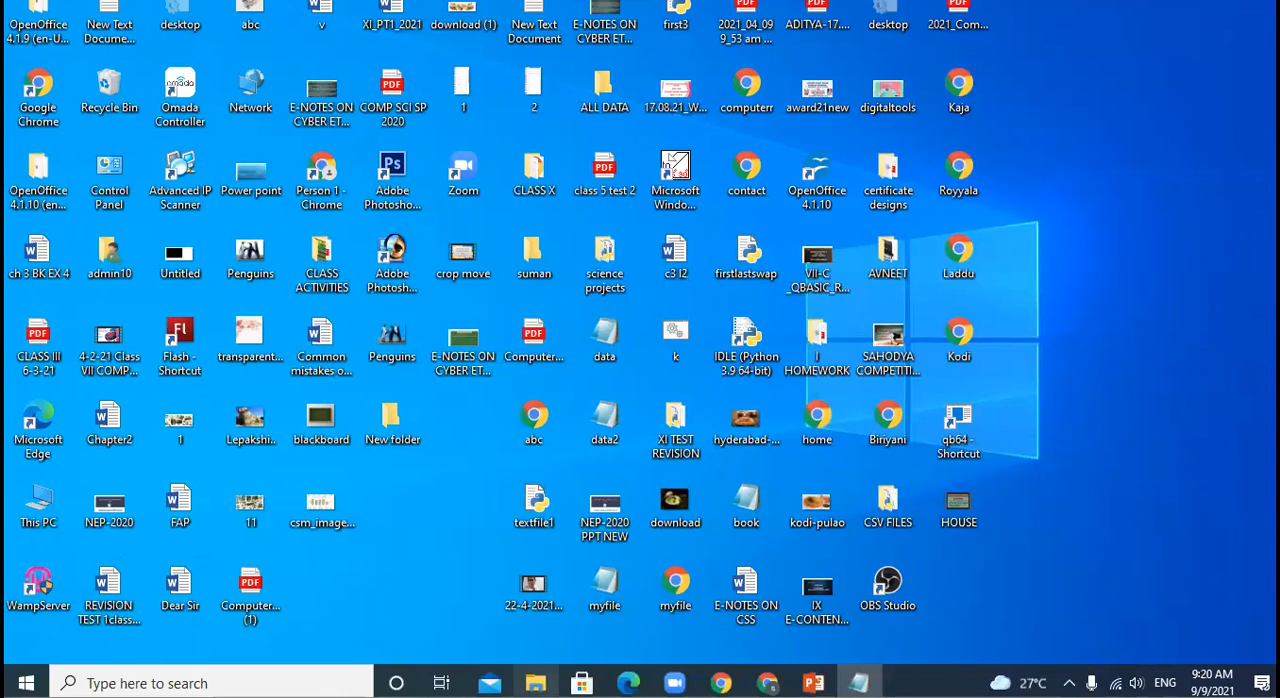 OpenOffice 4.1.9 (en-U...
New Text Docume...
desktop
abc
v
XI_PT1_2021
download (1)
New Text Document
E-NOTES ON CYBER ET...
first3
2021_04_09 9_53 am ...
ADITYA-17....
desktop
2021_Com...
Google Chrome
Recycle Bin
Omada Controller
Network
E-NOTES ON CYBER ET...
COMP SCI SP 2020
1
2
ALL DATA
17.08.21_W...
computerr
award21new
digitaltools
Kaja
OpenOffice 4.1.10 (en...
Control Panel
Advanced IP Scanner
Power point
Person 1 - Chrome
Adobe Photosho...
Zoom
CLASS X
class 5 test 2
Microsoft Windo...
contact
OpenOffice 4.1.10
certificate designs
Royyala
ch 3 BK EX 4
admin10
Untitled
Penguins
CLASS ACTIVITIES
Adobe Photosh...
crop move
suman
science projects
c3 l2
firstlastswap
VII-C _QBASIC_R...
AVNEET
Laddu
CLASS III 6-3-21
4-2-21 Class VII COMP...
Flash - Shortcut
transparent...
Common mistakes o...
Penguins
E-NOTES ON CYBER ET...
Computer...
data
k
IDLE (Python 3.9 64-bit)
I HOMEWORK
SAHODYA COMPETITI...
Kodi
Microsoft Edge
Chapter2
1
Lepakshi...
blackboard
New folder
abc
data2
XI TEST REVISION
hyderabad-...
home
Biriyani
qb64 - Shortcut
This PC
NEP-2020
FAP
11
csm_image...
textfile1
NEP-2020 PPT NEW
download
book
kodi-pulao
CSV FILES
HOUSE
WampServer
REVISION TEST 1class...
Dear Sir
Computer... (1)
22-4-2021...
myfile
myfile
E-NOTES ON CSS
IX E-CONTEN...
OBS Studio
Type here to search
27°C
ENG
9:20 AM
9/9/2021